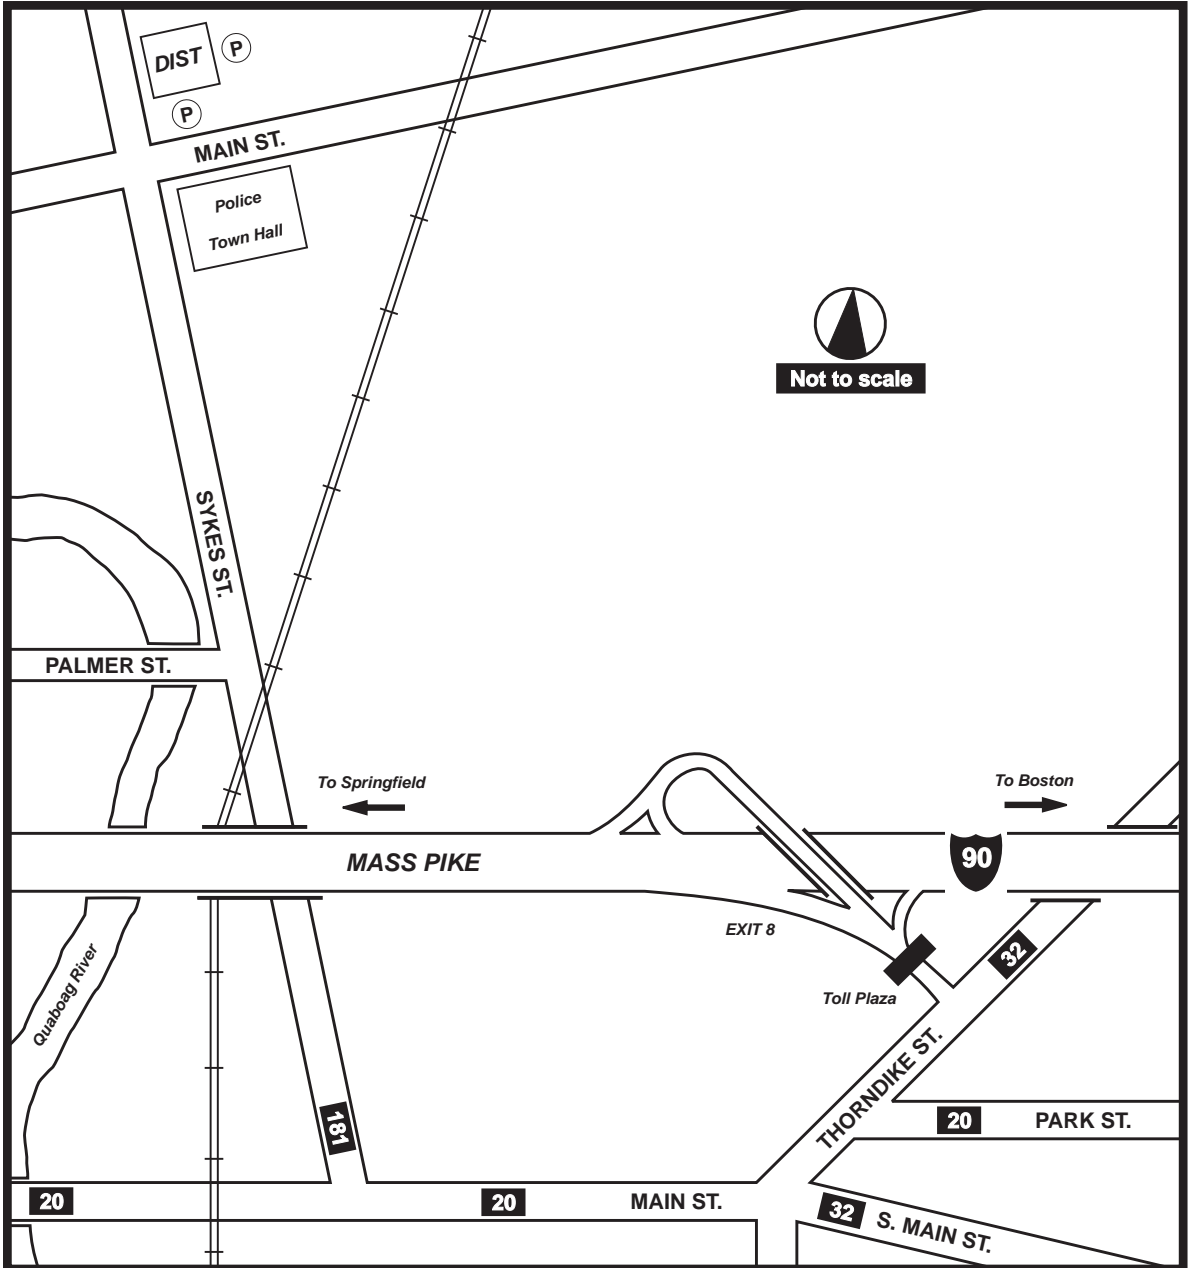 DIST
P
P
MAIN ST.
Police
Town Hall
Not to scale
SYKES ST.
PALMER ST.
To Springfield
To Boston
MASS PIKE
90
EXIT 8
32
Quaboag River
Toll Plaza
THORNDIKE ST.
181
20
PARK ST.
20
20
MAIN ST.
32
S. MAIN ST.